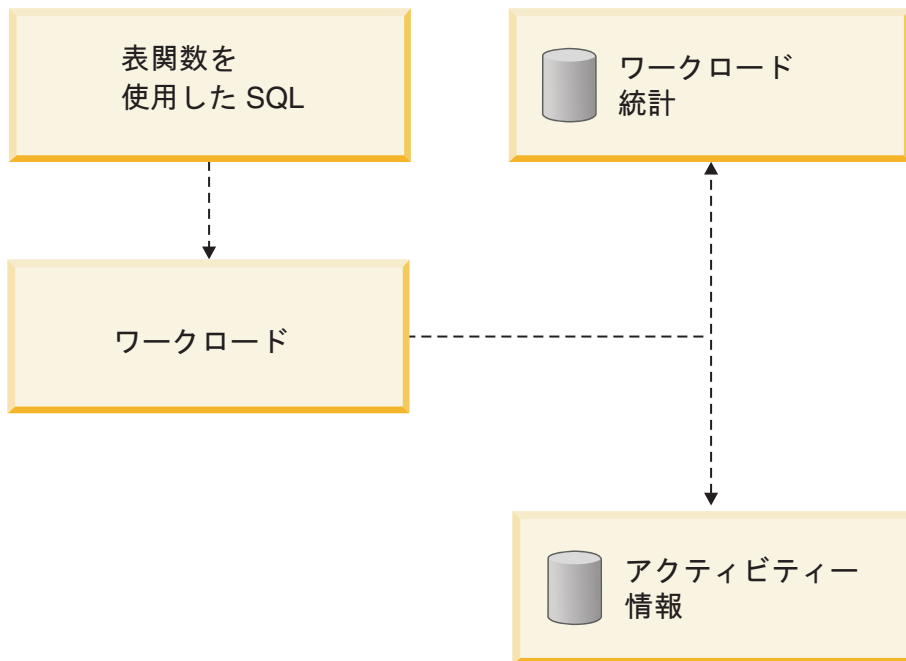 表関数を
使用した SQL
ワークロード
統計
ワークロード
アクティビティー
情報